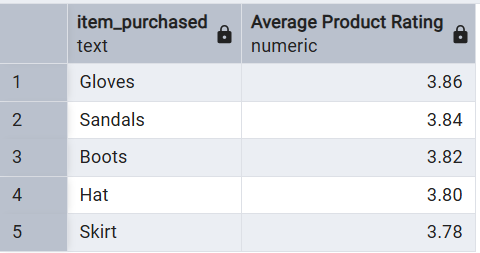 item_purchased Average Product Rating
text numeric
1 Gloves 3.86
2 Sandals 3.84
3 Boots 3.82
4 Hat 3.80
5 Skirt 3.78